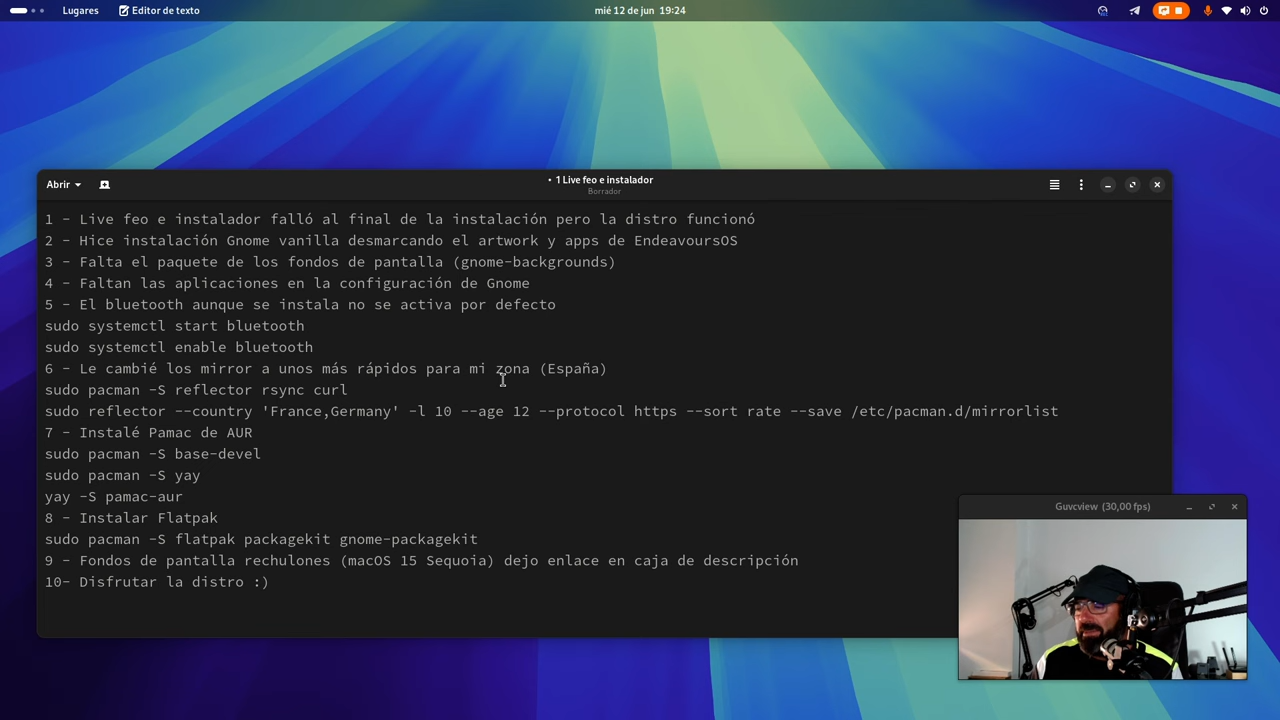 Lugares
Editor de texto
mié 12 de jun 19:24
Abrir
• 1 Live feo e instalador
Borrador
1 - Live feo e instalador falló al final de la instalación pero la distro funcionó
2 - Hice instalación Gnome vanilla desmarcando el artwork y apps de EndeavoursOS
3 - Falta el paquete de los fondos de pantalla (gnome-backgrounds)
4 - Faltan las aplicaciones en la configuración de Gnome
5 - El bluetooth aunque se instala no se activa por defecto
sudo systemctl start bluetooth
sudo systemctl enable bluetooth
6 - Le cambié los mirror a unos más rápidos para mi zona (España)
sudo pacman -S reflector rsync curl
sudo reflector --country 'France,Germany' -l 10 --age 12 --protocol https --sort rate --save /etc/pacman.d/mirrorlist
7 - Instalé Pamac de AUR
sudo pacman -S base-devel
sudo pacman -S yay
yay -S pamac-aur
8 - Instalar Flatpak
sudo pacman -S flatpak packagekit gnome-packagekit
9 - Fondos de pantalla rechulones (macOS 15 Sequoia) dejo enlace en caja de descripción
10- Disfrutar la distro :)
Guvcview (30,00 fps)